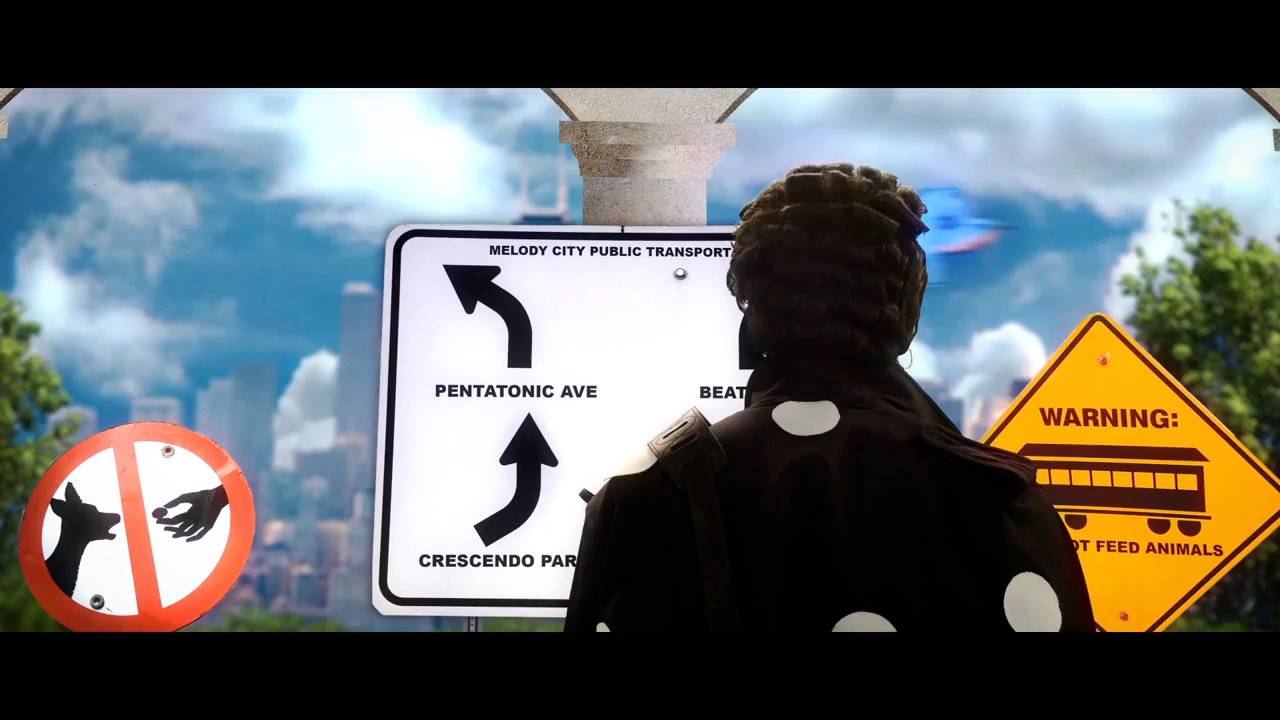 MELODY CITY PUBLIC TRANSPORT
PENTATONIC AVE
BEAT
CRESCENDO PAR
WARNING:
OT FEED ANIMALS